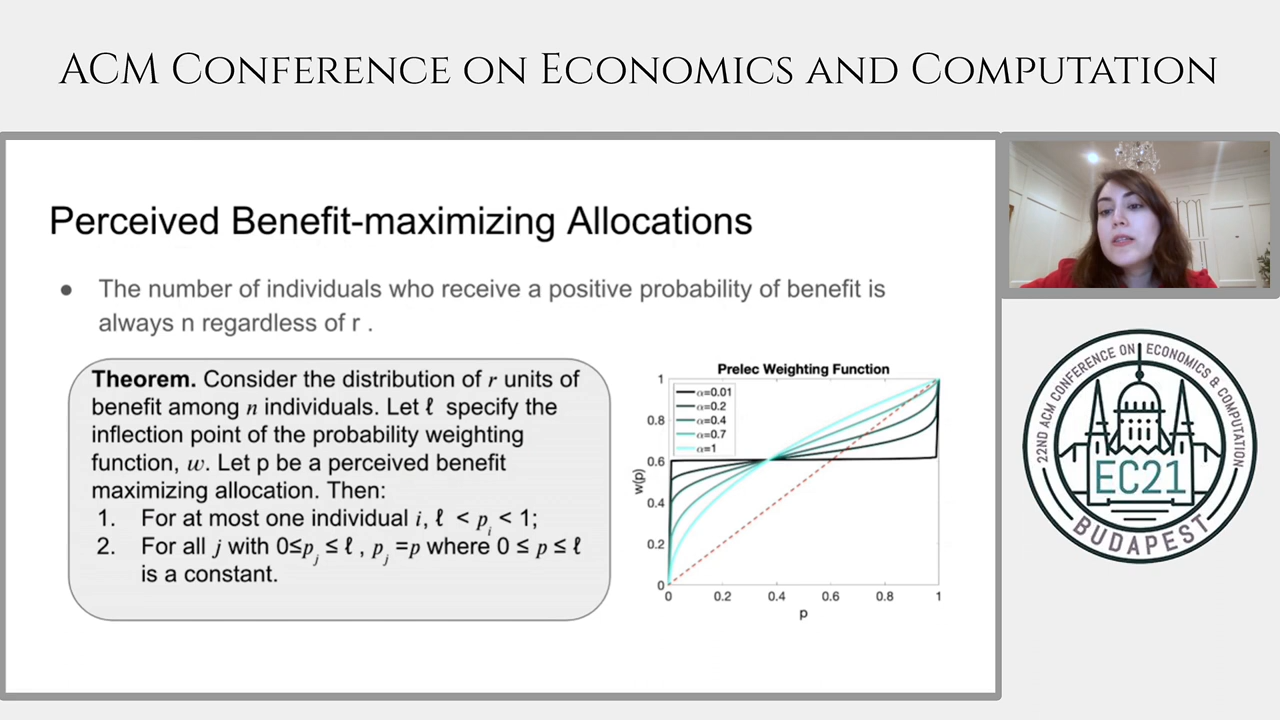 ACM Conference on Economics and Computation
Perceived Benefit-maximizing Allocations
● The number of individuals who receive a positive probability of benefit is
always n regardless of r .
Theorem. Consider the distribution of r units of
benefit among n individuals. Let ℓ specify the
inflection point of the probability weighting
function, w. Let p be a perceived benefit
maximizing allocation. Then:
1. For at most one individual i, ℓ < p_i < 1;
2. For all j with 0≤p_j ≤ ℓ , p_j =p where 0 ≤ p ≤ ℓ
is a constant.
Prelec Weighting Function
α=0.01
α=0.2
α=0.4
α=0.7
α=1
1
0.8
0.6
0.4
0.2
0
w(p)
0 0.2 0.4 0.6 0.8 1
p
22ND ACM CONFERENCE ON ECONOMICS & COMPUTATION
EC21
BUDAPEST